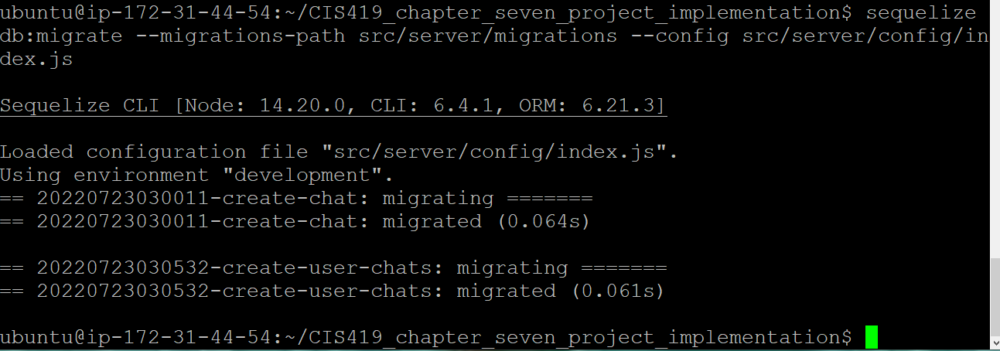 ubuntu@ip-172-31-44-54:~/CIS419_chapter_seven_project_implementation$ sequelize
db:migrate --migrations-path src/server/migrations --config src/server/config/in
dex.js
Sequelize CLI [Node: 14.20.0, CLI: 6.4.1, ORM: 6.21.3]
Loaded configuration file "src/server/config/index.js".
Using environment "development".
== 20220723030011-create-chat: migrating =======
== 20220723030011-create-chat: migrated (0.064s)
== 20220723030532-create-user-chats: migrating =======
== 20220723030532-create-user-chats: migrated (0.061s)
ubuntu@ip-172-31-44-54:~/CIS419_chapter_seven_project_implementation$